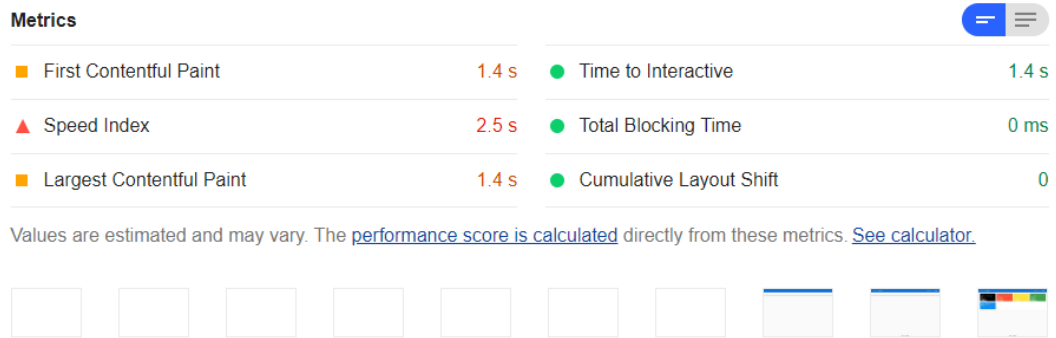 Metrics
First Contentful Paint 1.4 s
Time to Interactive 1.4 s
Speed Index 2.5 s
Total Blocking Time 0 ms
Largest Contentful Paint 1.4 s
Cumulative Layout Shift 0
Values are estimated and may vary. The performance score is calculated directly from these metrics. See calculator.